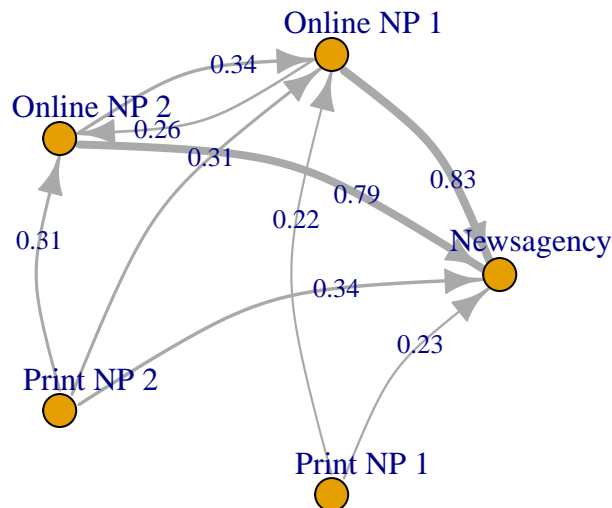 Online NP 1
0.34
Online NP 2
0.26
0.31
0.83
0.79
0.22
0.31
Newsagency
0.34
0.23
Print NP 2
Print NP 1